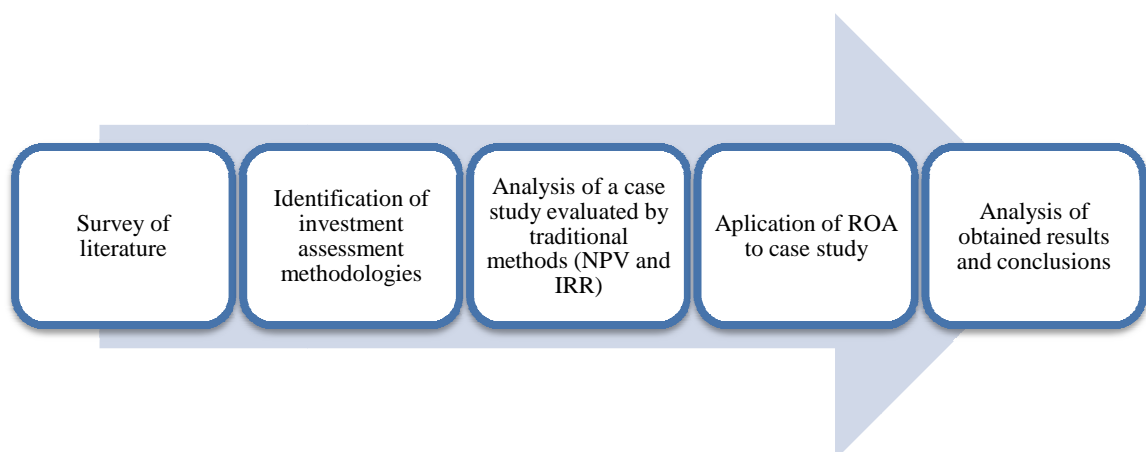 Survey of
literature
Identification of
investment
assessment
methodologies
Analysis of a case
study evaluated by
traditional
methods (NPV and
IRR)
Aplication of ROA
to case study
Analysis of
obtained results
and conclusions